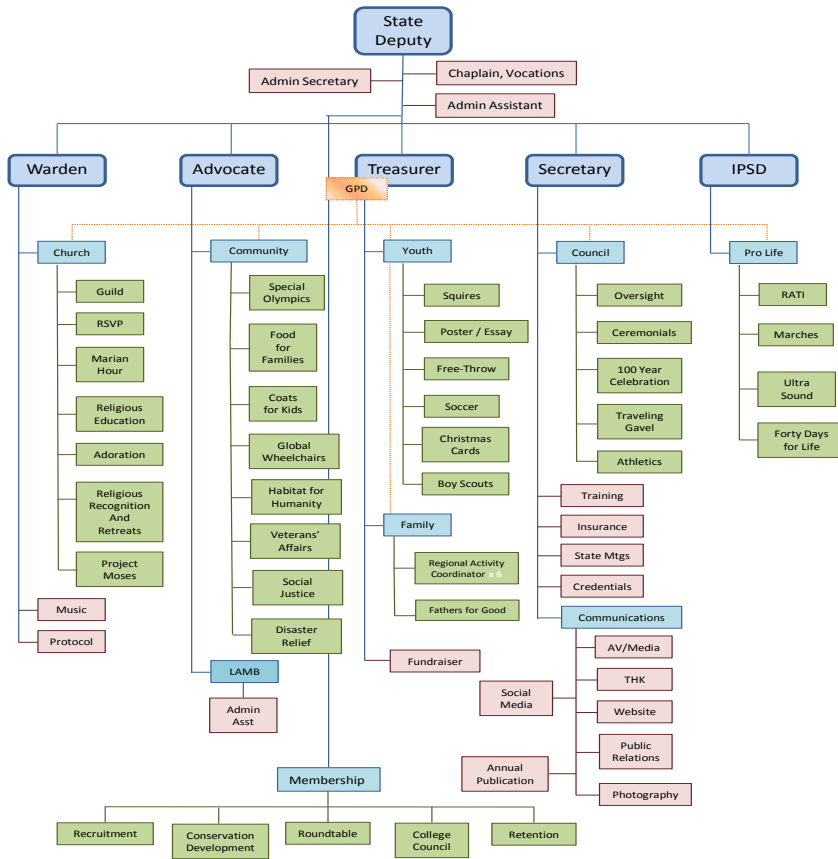 State
Deputy
Admin Secretary
Chaplain, Vocations
Admin Assistant
Warden
Advocate
Treasurer
Secretary
IPSD
GPD
Church
Guild
RSVP
Marian
Hour
Religious
Education
Adoration
Religious
Recognition
And
Retreats
Project
Moses
Music
Protocol
Community
Special
Olympics
Food
for
Families
Coats
for Kids
Global
Wheelchairs
Habitat for
Humanity
Veterans’
Affairs
Social
Justice
Disaster
Relief
LAMB
Admin
Asst
Youth
Squires
Poster / Essay
Free-Throw
Soccer
Christmas
Cards
Boy Scouts
Family
Regional Activity
Coordinator x 6
Fathers for Good
Fundraiser
Council
Oversight
Ceremonials
100 Year
Celebration
Traveling
Gavel
Athletics
Training
Insurance
State Mtgs
Credentials
Communications
AV/Media
THK
Social
Media
Website
Public
Relations
Annual
Publication
Photography
Pro Life
RATI
Marches
Ultra
Sound
Forty Days
for Life
Membership
Recruitment
Conservation
Development
Roundtable
College
Council
Retention